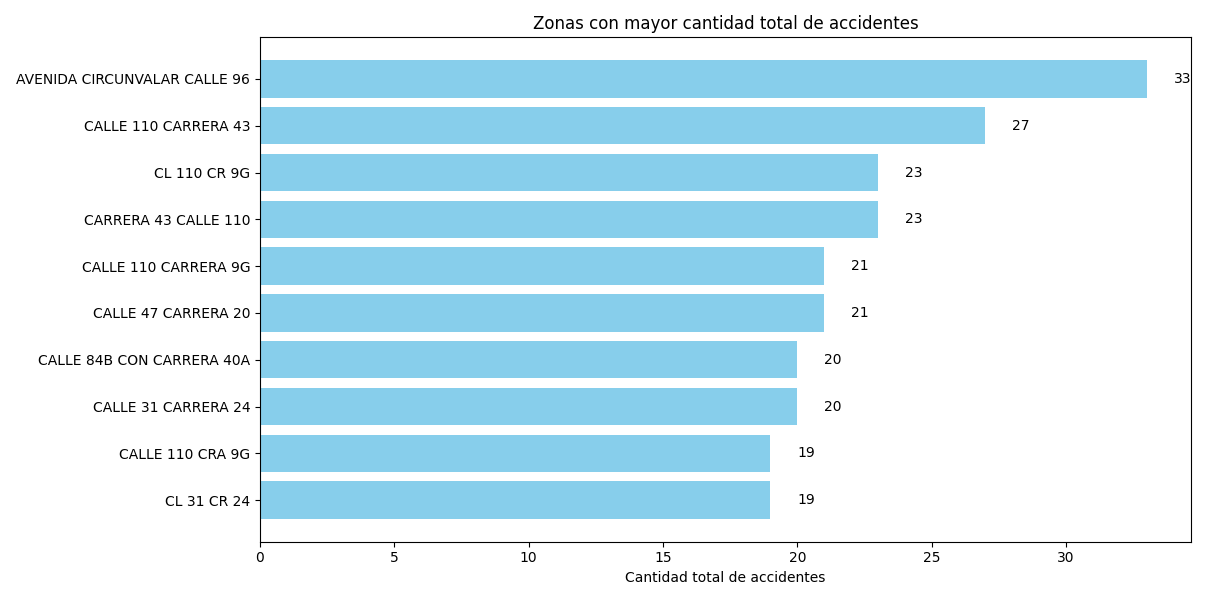 Zonas con mayor cantidad total de accidentes
AVENIDA CIRCUNVALAR CALLE 96 33
CALLE 110 CARRERA 43 27
CL 110 CR 9G 23
CARRERA 43 CALLE 110 23
CALLE 110 CARRERA 9G 21
CALLE 47 CARRERA 20 21
CALLE 84B CON CARRERA 40A 20
CALLE 31 CARRERA 24 20
CALLE 110 CRA 9G 19
CL 31 CR 24 19
0 5 10 15 20 25 30
Cantidad total de accidentes